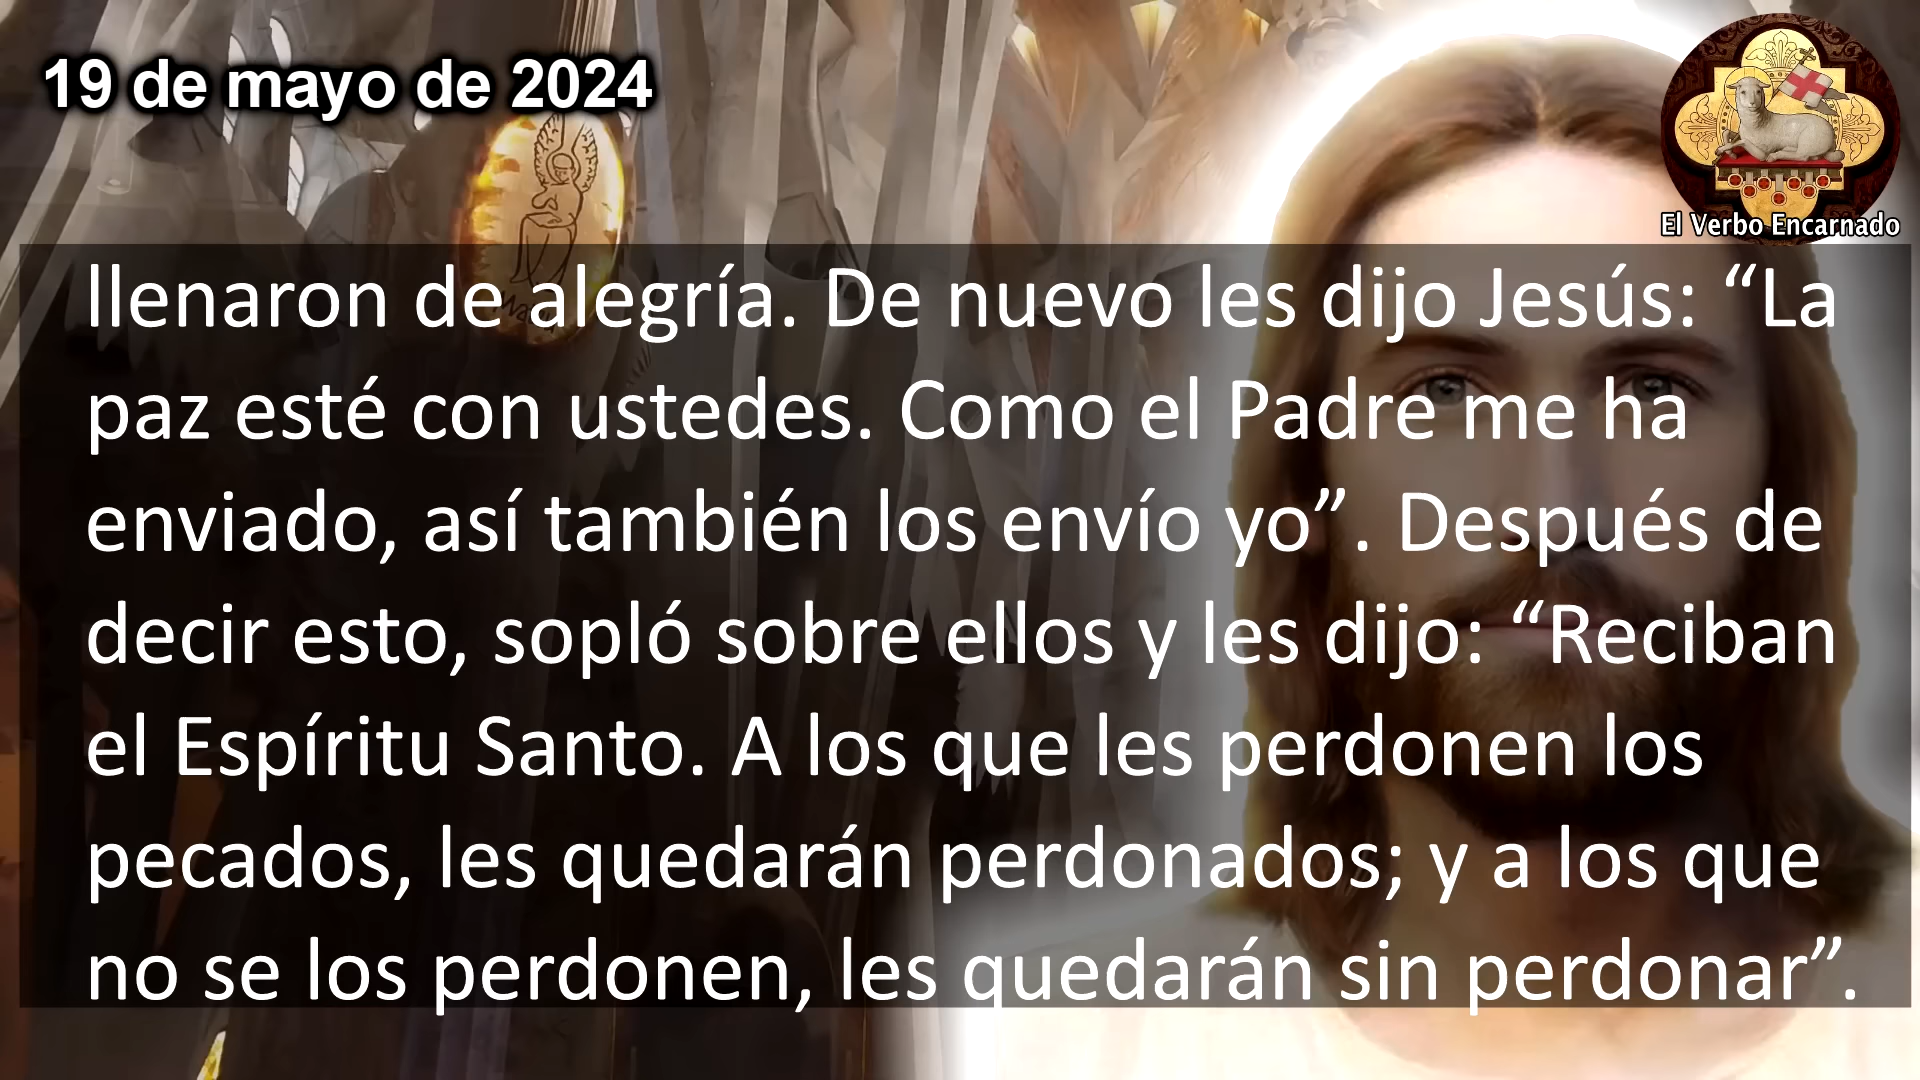 19 de mayo de 2024
El Verbo Encarnado
llenaron de alegría. De nuevo les dijo Jesús: “La
paz esté con ustedes. Como el Padre me ha
enviado, así también los envío yo”. Después de
decir esto, sopló sobre ellos y les dijo: “Reciban
el Espíritu Santo. A los que les perdonen los
pecados, les quedarán perdonados; y a los que
no se los perdonen, les quedarán sin perdonar”.